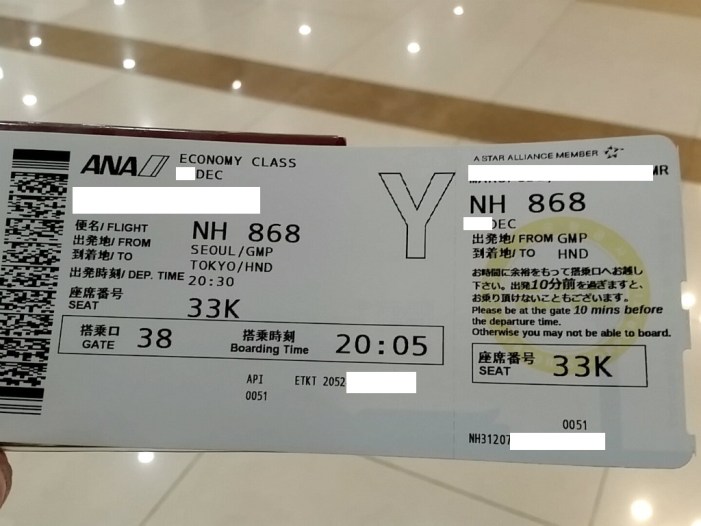 ANA ECONOMY CLASS
DEC
Y
便名/FLIGHT NH 868
出発地/FROM SEOUL/GMP
到着地/TO TOKYO/HND
出発時刻/DEP. TIME 20:30
座席番号
SEAT 33K
搭乗口
GATE 38
搭乗時刻
Boarding Time 20:05
API ETKT 2052
0051
A STAR ALLIANCE MEMBER
MR
NH 868
DEC
出発地/FROM GMP
到着地/TO HND
お時間に余裕をもって搭乗口へお越し
下さい。出発10分前を過ぎますと、
お乗り頂けないこともございます。
Please be at the gate 10 mins before
the departure time.
Otherwise you may not be able to board.
座席番号
SEAT 33K
0051
NH31207